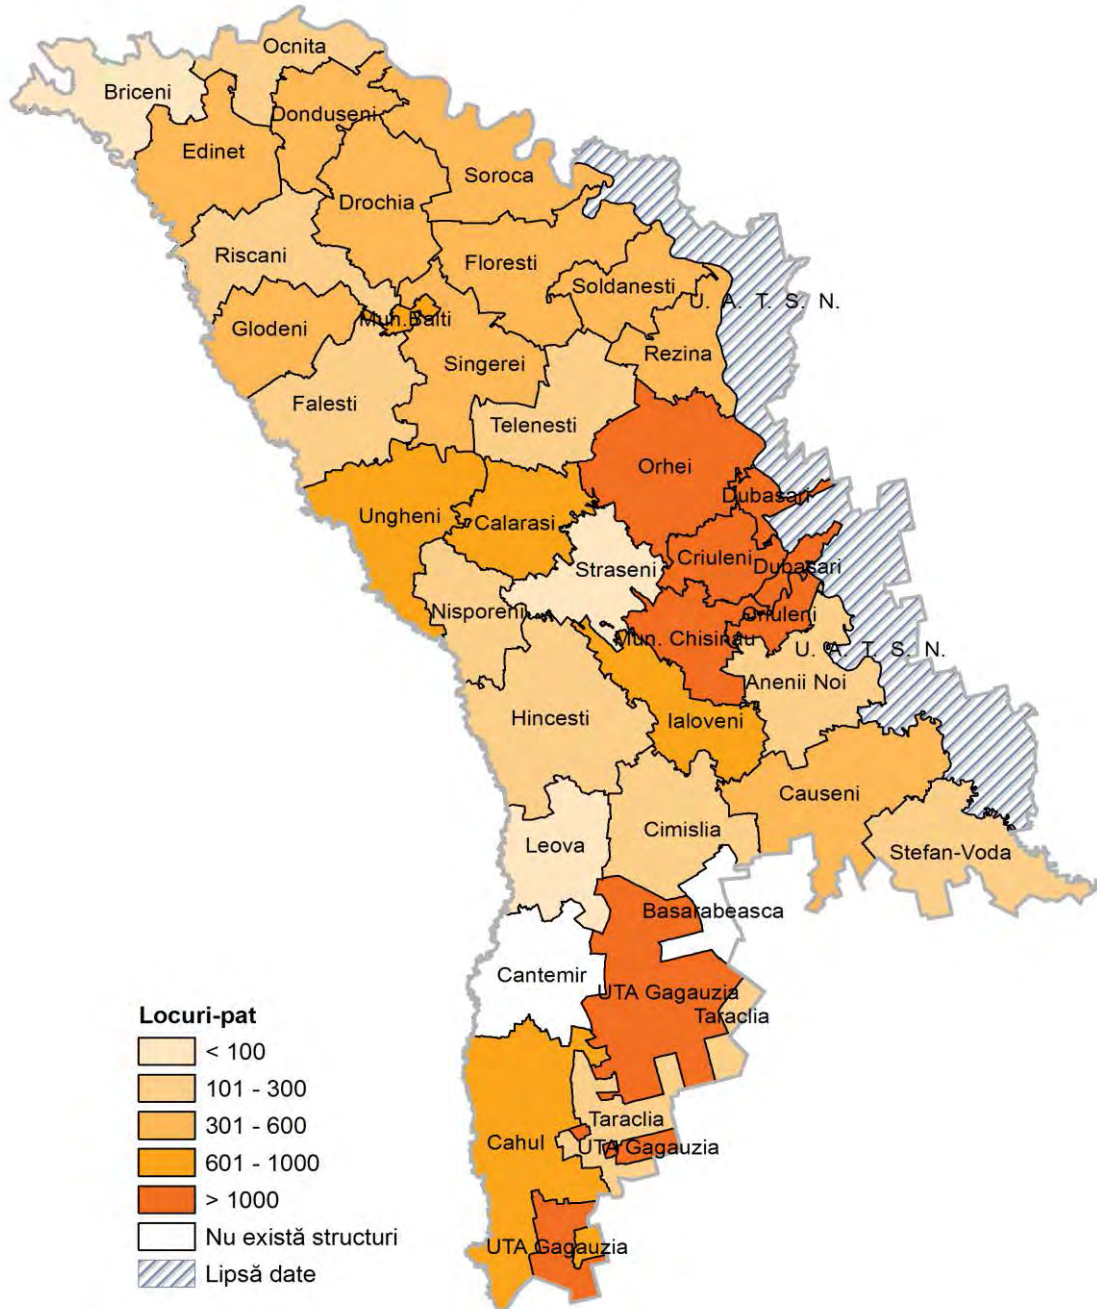 Ocnita
Briceni
Donduseni
Edinet
Soroca
Drochia
Riscani
Floresti
Soldanesti
U. A. T. S. N.
Mun.Balti
Glodeni
Rezina
Singerei
Falesti
Telenesti
Orhei
Dubasari
Ungheni
Calarasi
Criuleni
Straseni
Dubasari
Nisporeni
Criuleni
Mun. Chisinau
U. A. T. S. N.
Anenii Noi
Hincesti
Ialoveni
Causeni
Cimislia
Leova
Stefan-Voda
Basarabeasca
Cantemir
UTA Gagauzia
Taraclia
Locuri-pat
< 100
101 - 300
301 - 600
601 - 1000
> 1000
Nu există structuri
Lipsă date
Taraclia
Cahul
UTA Gagauzia
UTA Gagauzia